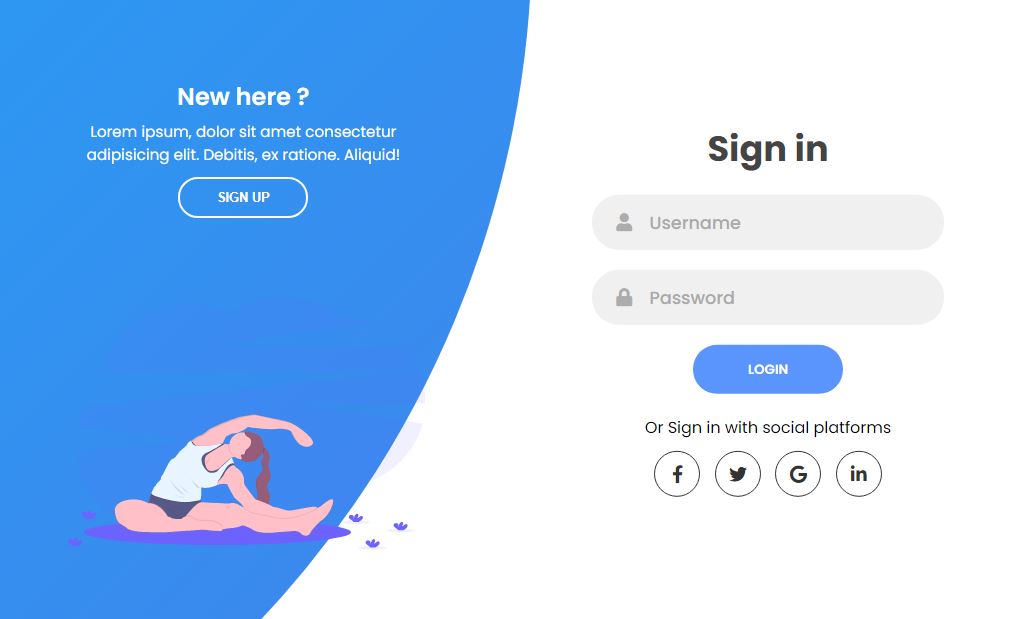 New here ?
Lorem ipsum, dolor sit amet consectetur
adipisicing elit. Debitis, ex ratione. Aliquid!
SIGN UP
Sign in
Username
Password
LOGIN
Or Sign in with social platforms